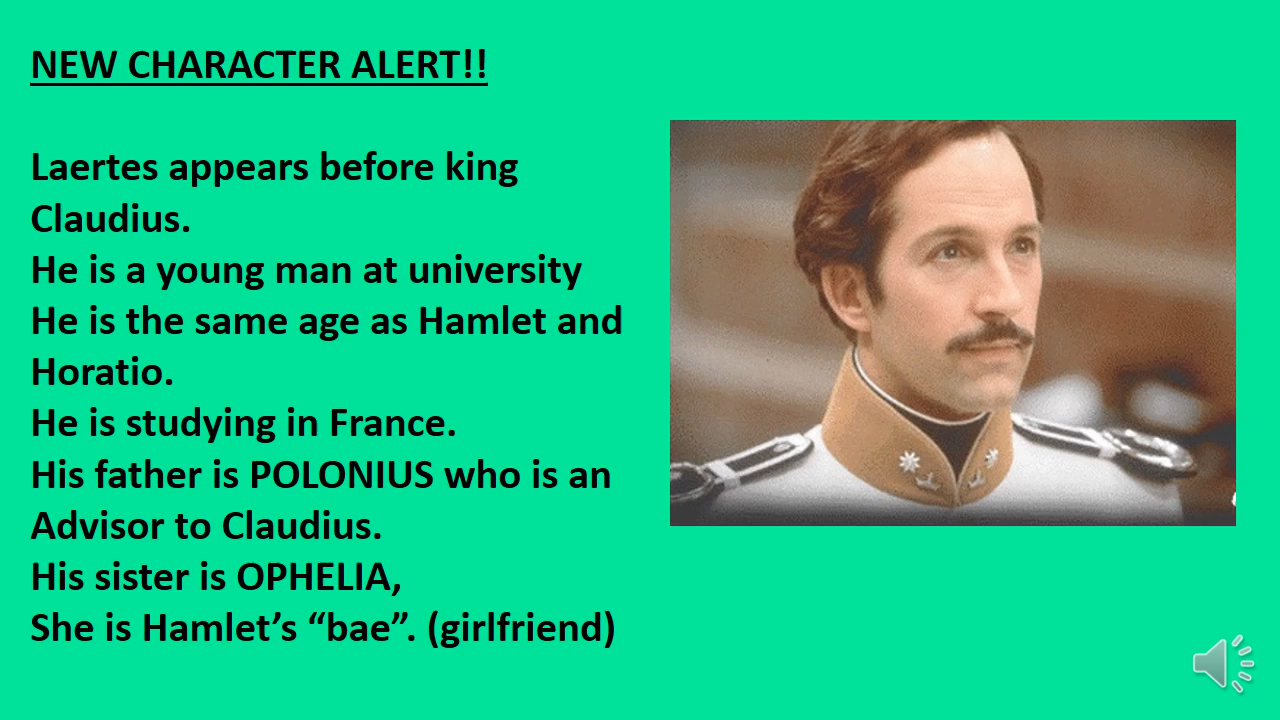 NEW CHARACTER ALERT!!
Laertes appears before king
Claudius.
He is a young man at university
He is the same age as Hamlet and
Horatio.
He is studying in France.
His father is POLONIUS who is an
Advisor to Claudius.
His sister is OPHELIA,
She is Hamlet’s “bae”. (girlfriend)